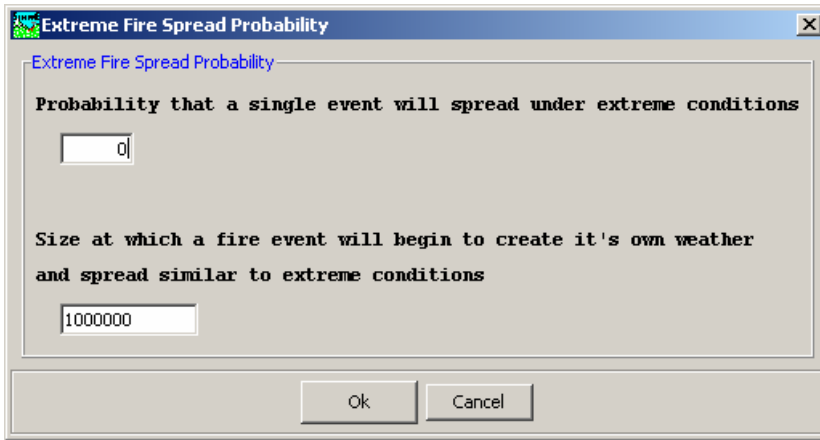 Extreme Fire Spread Probability
Extreme Fire Spread Probability
Probability that a single event will spread under extreme conditions
0
Size at which a fire event will begin to create it's own weather
and spread similar to extreme conditions
1000000
Ok Cancel